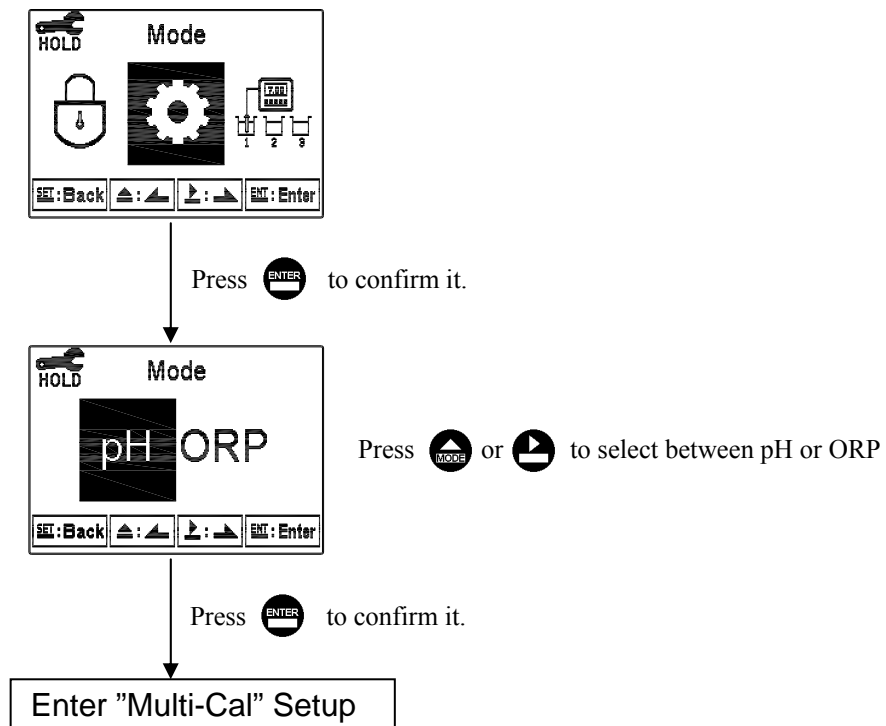 HOLD Mode
7.00
1 2 3
SET:Back : : ENT:Enter
Press ENTER to confirm it.
HOLD Mode
pH ORP
Press MODE or to select between pH or ORP
SET:Back : : ENT:Enter
Press ENTER to confirm it.
Enter ”Multi-Cal” Setup